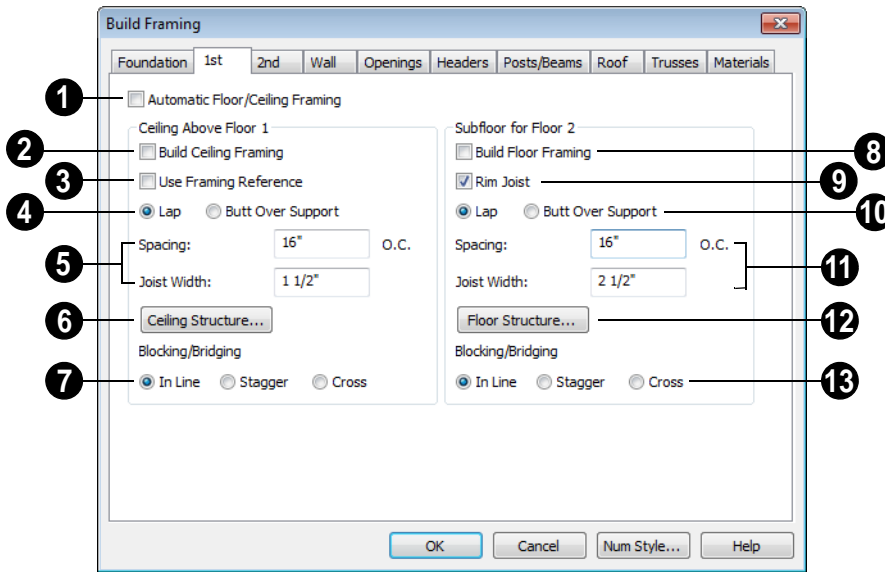 Build Framing
Foundation 1st 2nd Wall Openings Headers Posts/Beams Roof Trusses Materials
1 Automatic Floor/Ceiling Framing
Ceiling Above Floor 1 Subfloor for Floor 2
2 Build Ceiling Framing Build Floor Framing 8
3 Use Framing Reference Rim Joist 9
4 Lap Butt Over Support Lap Butt Over Support 10
Spacing: 16" O.C. Spacing: 16" O.C.
5 11
Joist Width: 1 1/2" Joist Width: 2 1/2"
6 Ceiling Structure... Floor Structure... 12
Blocking/Bridging Blocking/Bridging
7 In Line Stagger Cross In Line Stagger Cross 13
OK Cancel Num Style... Help